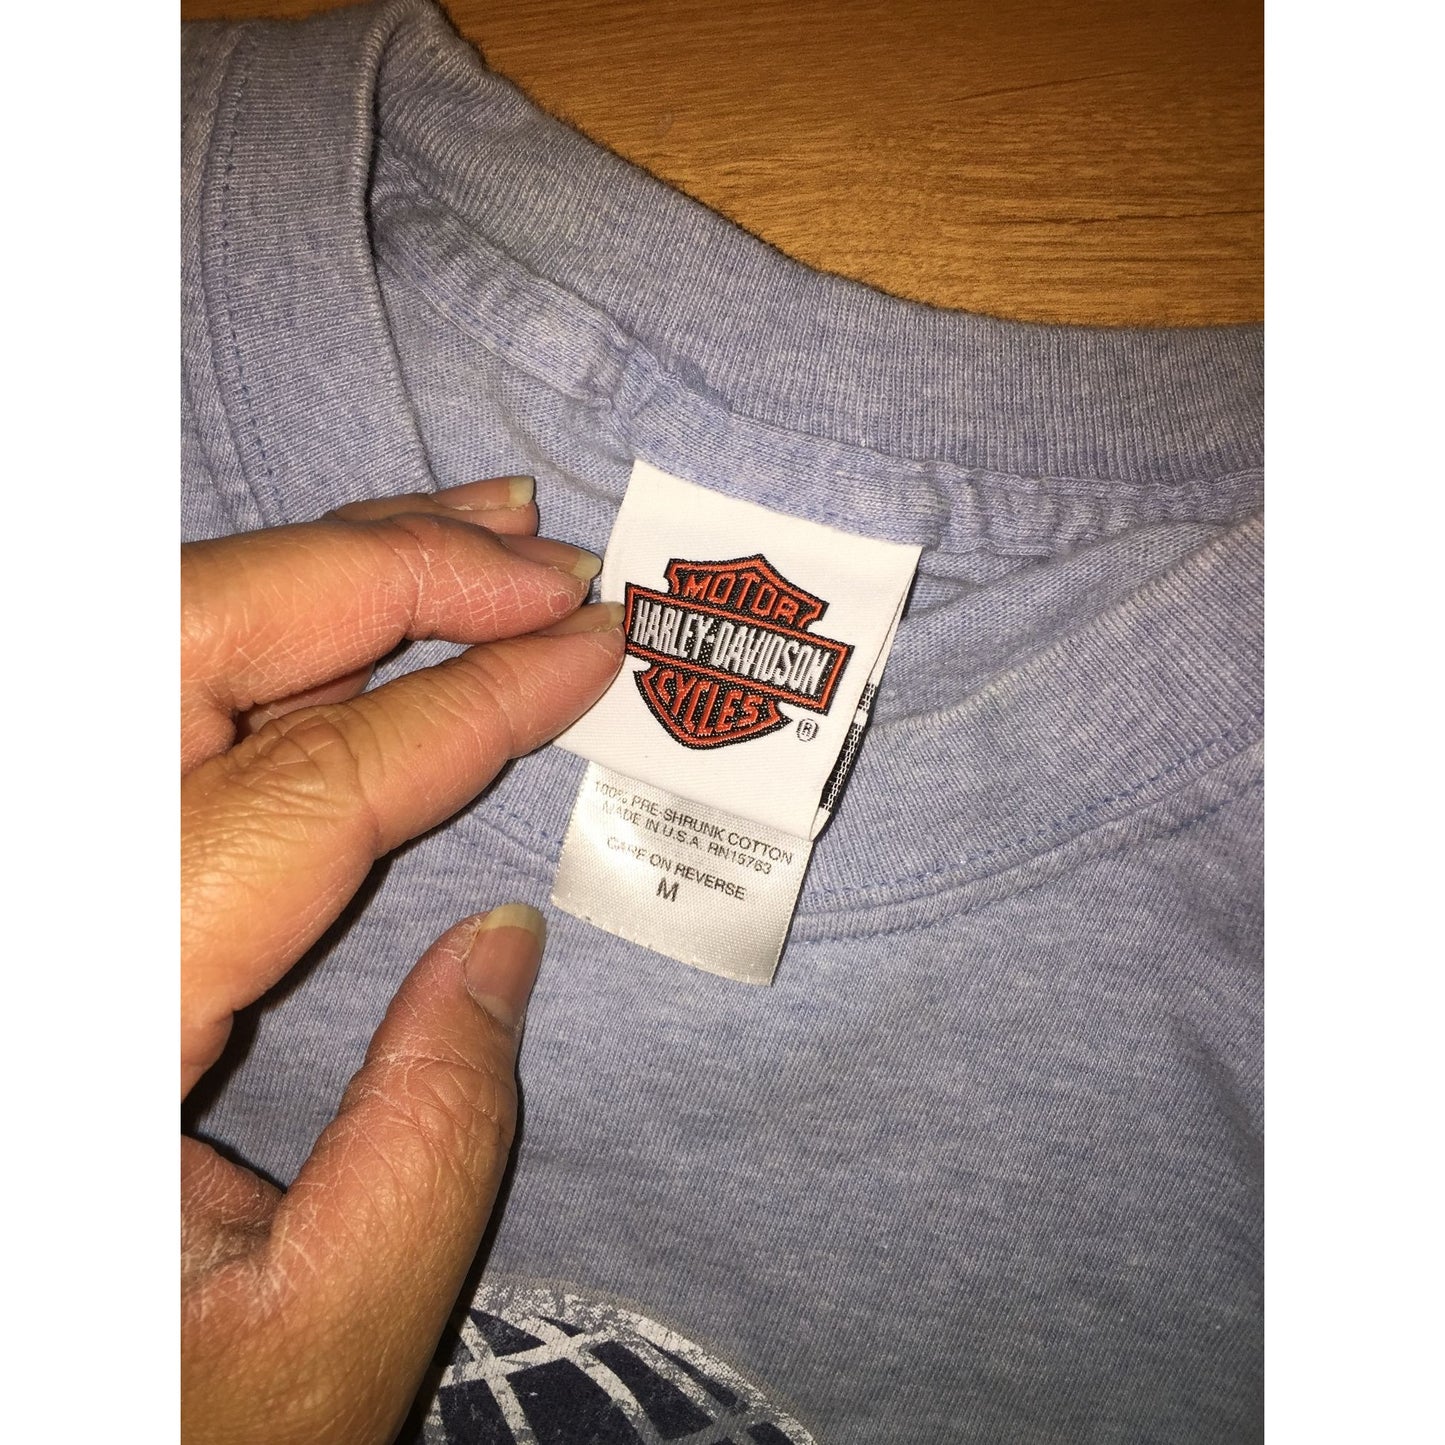 MOTOR
HARLEY-DAVIDSON
CYCLES
®
100% PRE-SHRUNK COTTON
MADE IN U.S.A. RN15763
CARE ON REVERSE
M